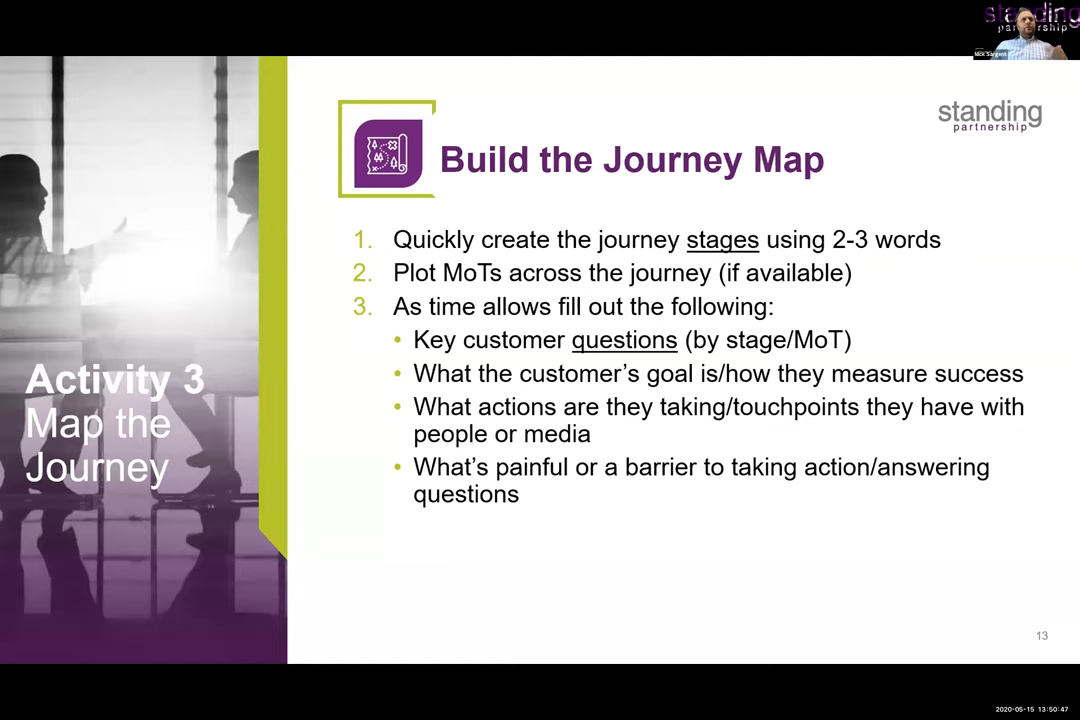 standing
partnership
Nick Sargent
standing
partnership
Build the Journey Map
1. Quickly create the journey stages using 2-3 words
2. Plot MoTs across the journey (if available)
3. As time allows fill out the following:
• Key customer questions (by stage/MoT)
• What the customer's goal is/how they measure success
• What actions are they taking/touchpoints they have with
people or media
• What's painful or a barrier to taking action/answering
questions
Activity 3
Map the
Journey
13
2020-05-15 13:50:47